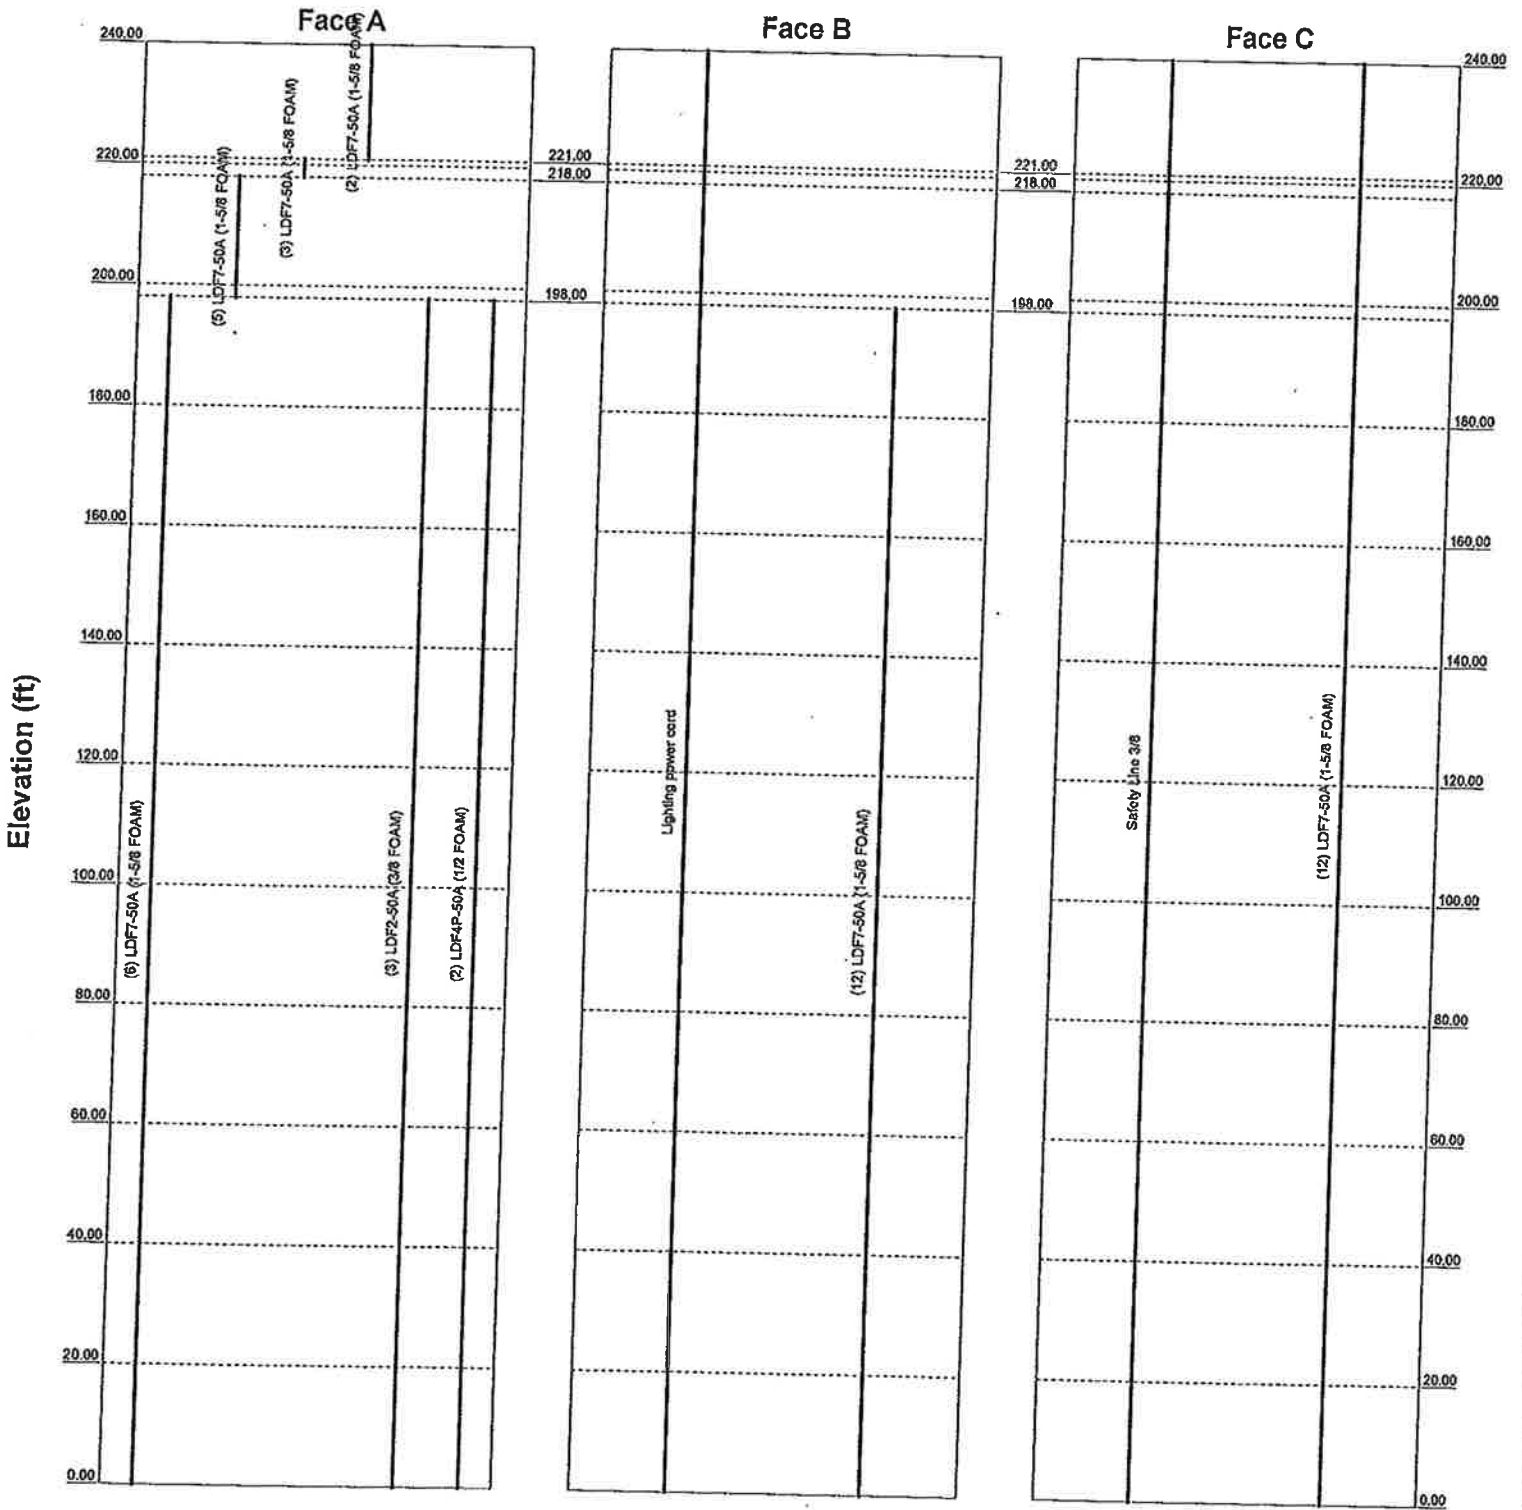 Face A
Face B
Face C
Elevation (ft)
240.00
220.00
200.00
180.00
160.00
140.00
120.00
100.00
80.00
60.00
40.00
20.00
0.00
(6) LDF7-50A (1-5/8 FOAM)
(5) LDF7-50A (1-5/8 FOAM)
(3) LDF7-50A (1-5/8 FOAM)
(2) LDF7-50A (1-5/8 FOAM)
(3) LDF2-50A (3/8 FOAM)
(2) LDF4P-50A (1/2 FOAM)
221.00
218.00
198.00
Lighting power cord
(12) LDF7-50A (1-5/8 FOAM)
221.00
218.00
198.00
Safety Line 3/8
(12) LDF7-50A (1-5/8 FOAM)
240.00
220.00
200.00
180.00
160.00
140.00
120.00
100.00
80.00
60.00
40.00
20.00
0.00